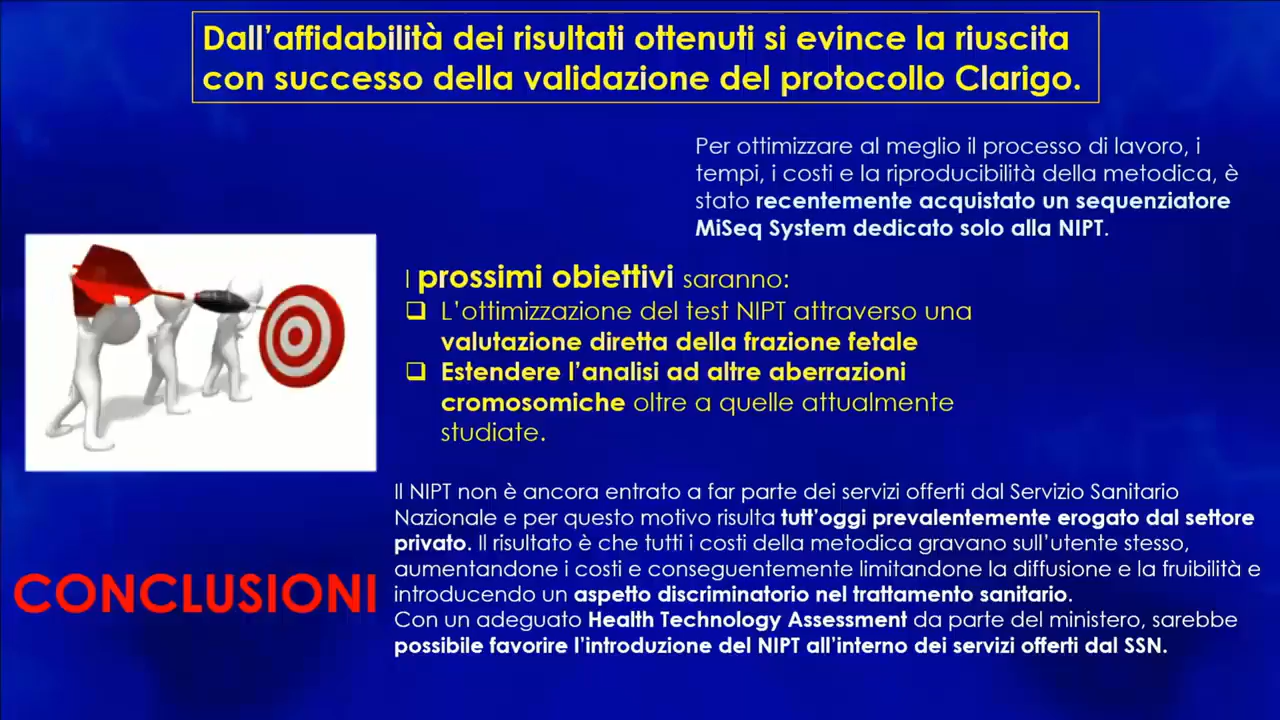 Dall'affidabilità dei risultati ottenuti si evince la riuscita
con successo della validazione del protocollo Clarigo.
Per ottimizzare al meglio il processo di lavoro, i
tempi, i costi e la riproducibilità della metodica, è
stato recentemente acquistato un sequenziatore
MiSeq System dedicato solo alla NIPT.
I prossimi obiettivi saranno:
❑ L'ottimizzazione del test NIPT attraverso una
valutazione diretta della frazione fetale
❑ Estendere l'analisi ad altre aberrazioni
cromosomiche oltre a quelle attualmente
studiate.
Il NIPT non è ancora entrato a far parte dei servizi offerti dal Servizio Sanitario
Nazionale e per questo motivo risulta tutt'oggi prevalentemente erogato dal settore
privato. Il risultato è che tutti i costi della metodica gravano sull'utente stesso,
aumentandone i costi e conseguentemente limitandone la diffusione e la fruibilità e
introducendo un aspetto discriminatorio nel trattamento sanitario.
Con un adeguato Health Technology Assessment da parte del ministero, sarebbe
possibile favorire l'introduzione del NIPT all'interno dei servizi offerti dal SSN.
CONCLUSIONI